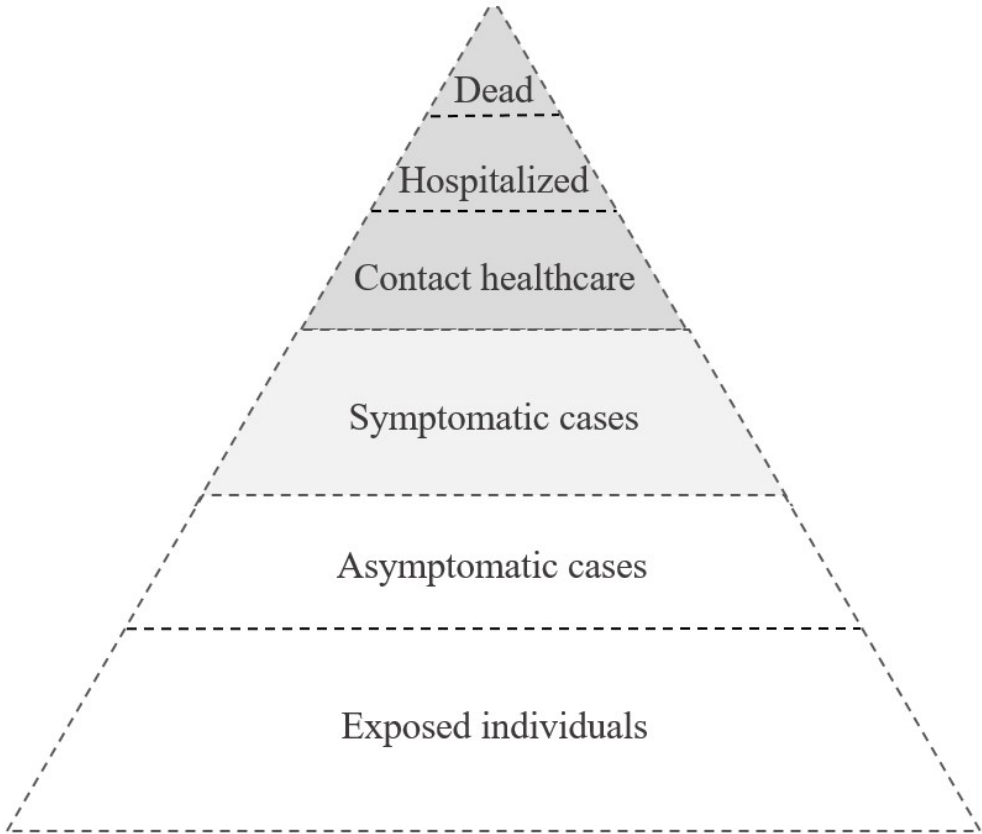 Dead
Hospitalized
Contact healthcare
Symptomatic cases
Asymptomatic cases
Exposed individuals